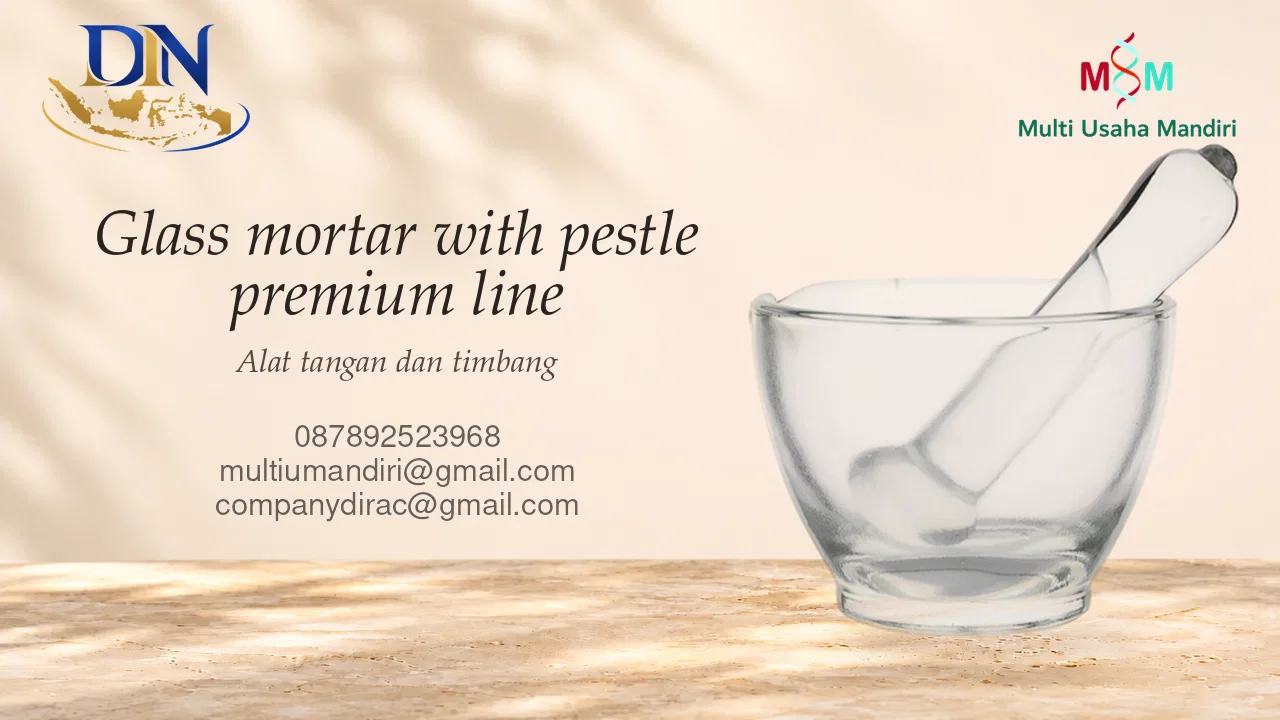 DIN
M M
Multi Usaha Mandiri
Glass mortar with pestle
premium line
Alat tangan dan timbang
087892523968
multiumandiri@gmail.com
companydirac@gmail.com